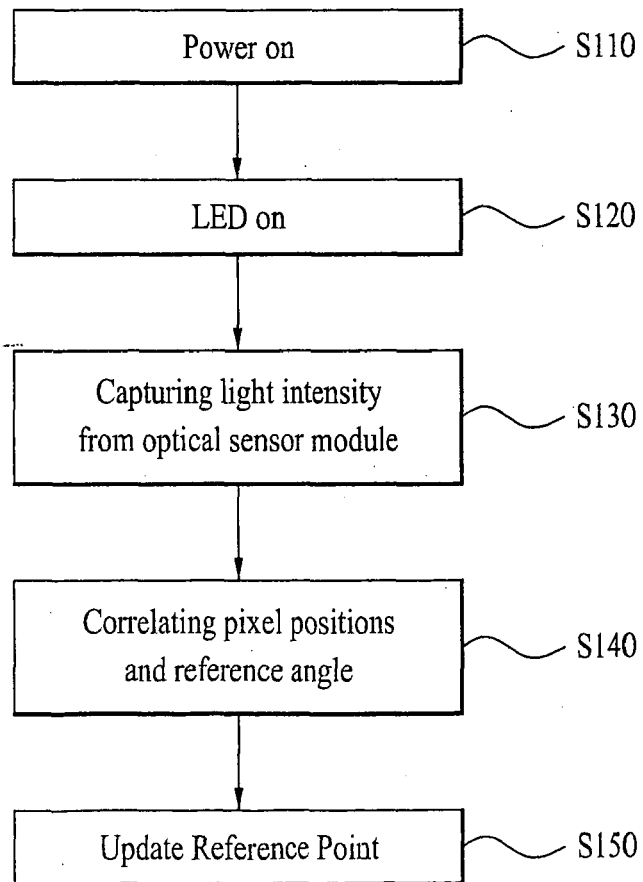 Power on
S110
LED on
S120
Capturing light intensity
from optical sensor module
S130
Correlating pixel positions
and reference angle
S140
Update Reference Point
S150